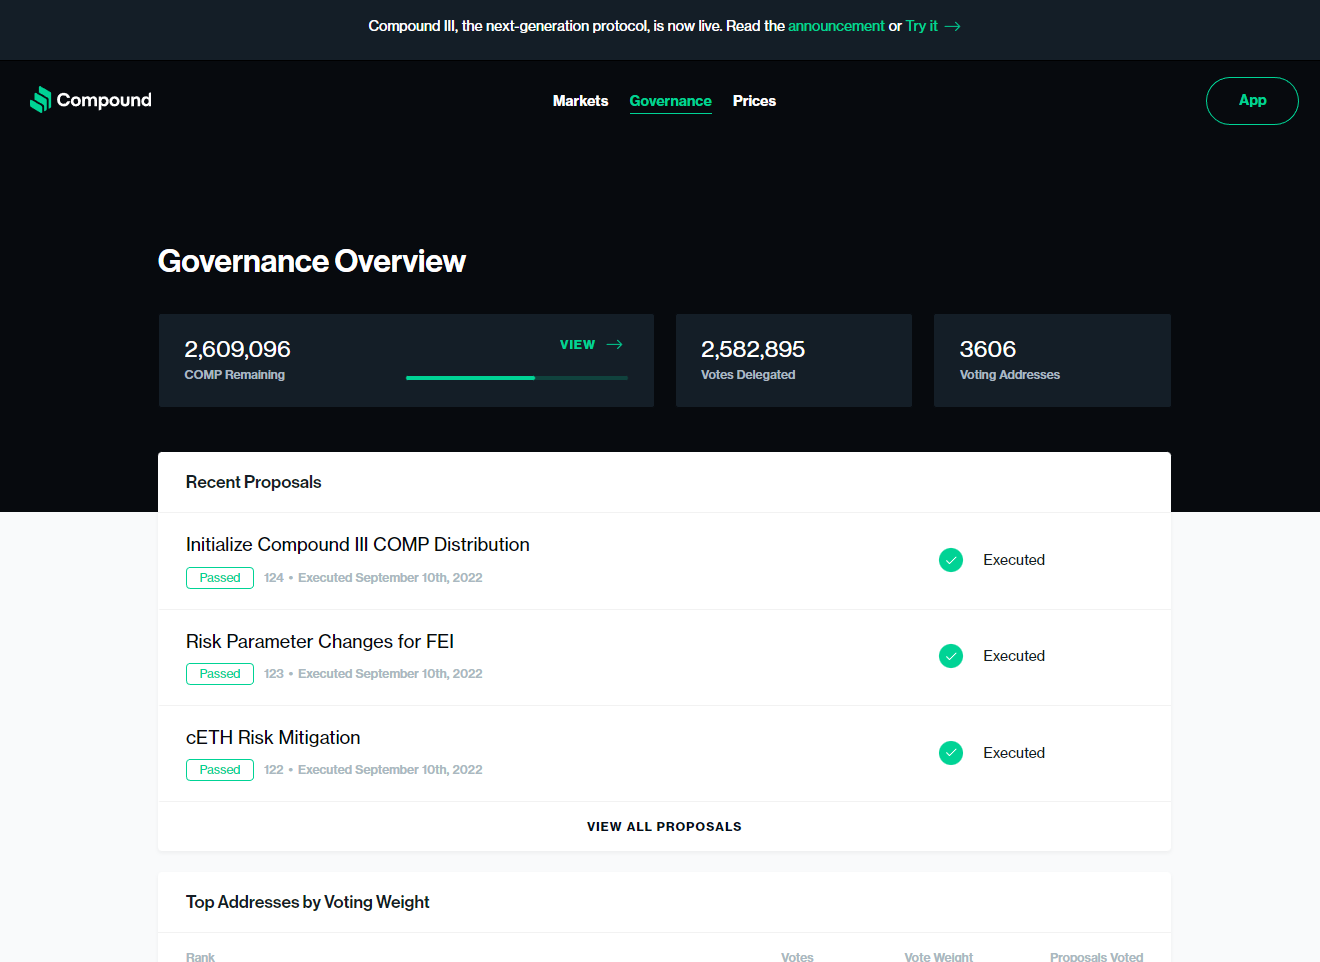 Compound III, the next-generation protocol, is now live. Read the announcement or Try it →
Compound
Markets Governance Prices
App
Governance Overview
2,609,096
COMP Remaining
VIEW →
2,582,895
Votes Delegated
3606
Voting Addresses
Recent Proposals
Initialize Compound III COMP Distribution
Passed 124 • Executed September 10th, 2022
Executed
Risk Parameter Changes for FEI
Passed 123 • Executed September 10th, 2022
Executed
cETH Risk Mitigation
Passed 122 • Executed September 10th, 2022
Executed
VIEW ALL PROPOSALS
Top Addresses by Voting Weight
Rank Votes Vote Weight Proposals Voted